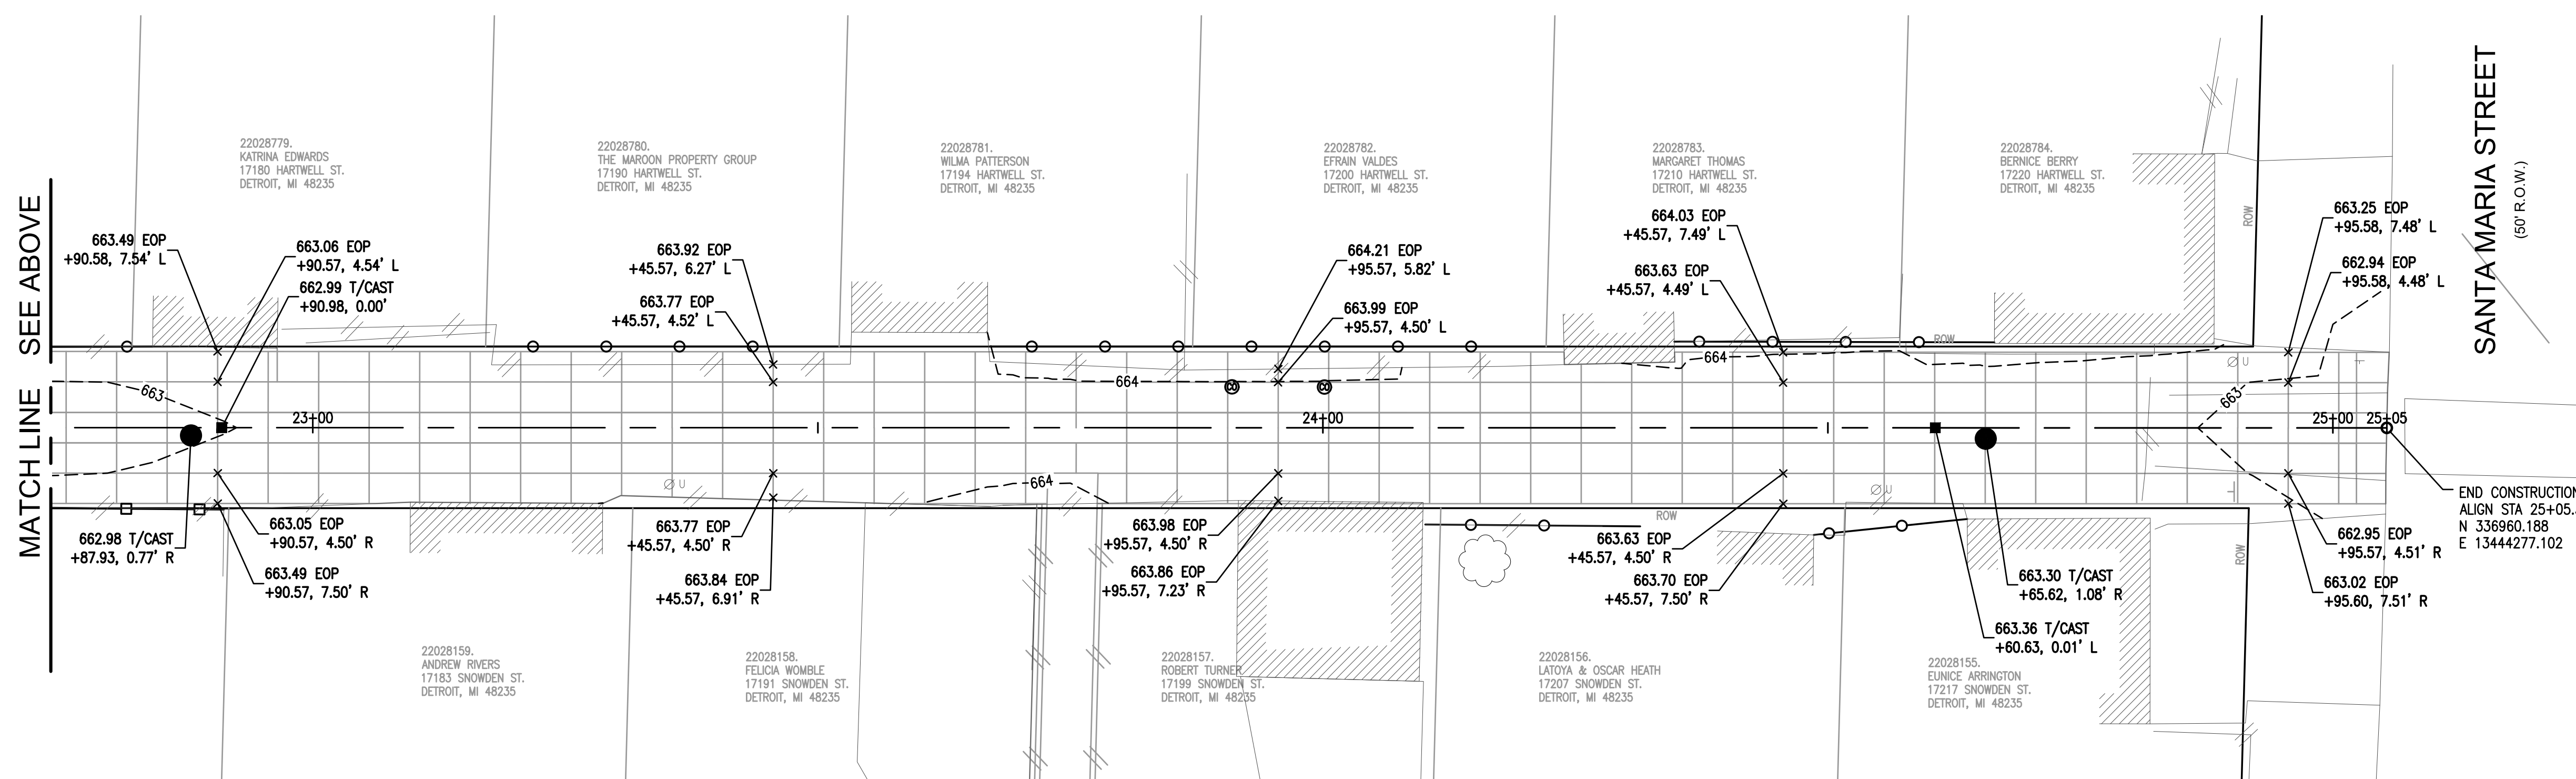 MATCH LINE SEE ABOVE
22028779.
KATRINA EDWARDS
17180 HARTWELL ST.
DETROIT, MI 48235
22028780.
THE MAROON PROPERTY GROUP
17190 HARTWELL ST.
DETROIT, MI 48235
22028781.
WILMA PATTERSON
17194 HARTWELL ST.
DETROIT, MI 48235
22028782.
EFRAIN VALDES
17200 HARTWELL ST.
DETROIT, MI 48235
22028783.
MARGARET THOMAS
17210 HARTWELL ST.
DETROIT, MI 48235
22028784.
BERNICE BERRY
17220 HARTWELL ST.
DETROIT, MI 48235
SANTA MARIA STREET
(50' R.O.W.)
663.49 EOP
+90.58, 7.54' L
663.06 EOP
+90.57, 4.54' L
662.99 T/CAST
+90.98, 0.00'
663.92 EOP
+45.57, 6.27' L
663.77 EOP
+45.57, 4.52' L
664.21 EOP
+95.57, 5.82' L
663.99 EOP
+95.57, 4.50' L
664.03 EOP
+45.57, 7.49' L
663.63 EOP
+45.57, 4.49' L
663.25 EOP
+95.58, 7.48' L
662.94 EOP
+95.58, 4.48' L
ROW
ROW
663
664
664
663
U
23+00
24+00
25+00
25+05
U
664
U
ROW
ROW
662.98 T/CAST
+87.93, 0.77' R
663.05 EOP
+90.57, 4.50' R
663.49 EOP
+90.57, 7.50' R
663.77 EOP
+45.57, 4.50' R
663.84 EOP
+45.57, 6.91' R
663.98 EOP
+95.57, 4.50' R
663.86 EOP
+95.57, 7.23' R
663.63 EOP
+45.57, 4.50' R
663.70 EOP
+45.57, 7.50' R
663.30 T/CAST
+65.62, 1.08' R
663.36 T/CAST
+60.63, 0.01' L
662.95 EOP
+95.57, 4.51' R
663.02 EOP
+95.60, 7.51' R
END CONSTRUCTION
ALIGN STA 25+05.
N 336960.188
E 13444277.102
22028159.
ANDREW RIVERS
17183 SNOWDEN ST.
DETROIT, MI 48235
22028158.
FELICIA WOMBLE
17191 SNOWDEN ST.
DETROIT, MI 48235
22028157.
ROBERT TURNER
17199 SNOWDEN ST.
DETROIT, MI 48235
22028156.
LATOYA & OSCAR HEATH
17207 SNOWDEN ST.
DETROIT, MI 48235
22028155.
EUNICE ARRINGTON
17217 SNOWDEN ST.
DETROIT, MI 48235